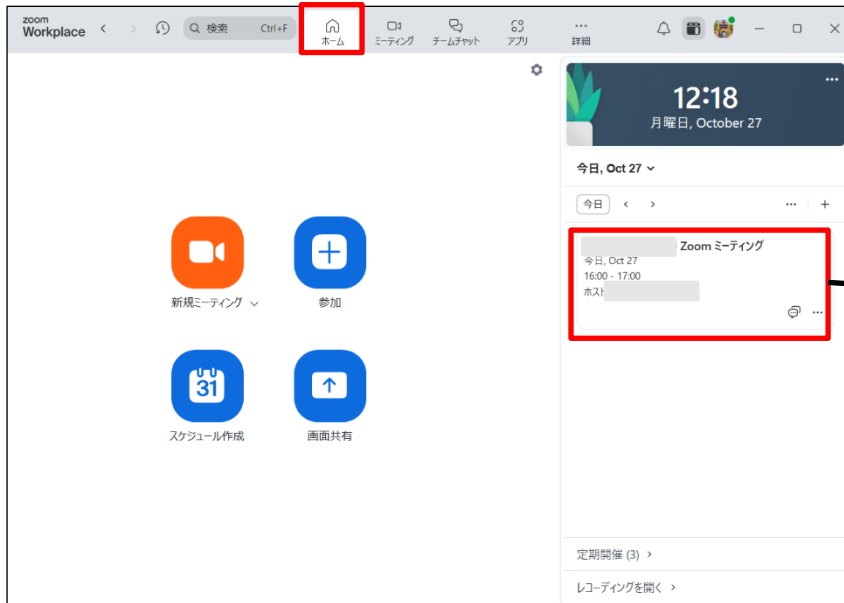 zoom
Workplace
検索 Ctrl+F
ホーム
ミーティング
チームチャット
アプリ
詳細
12:18
月曜日, October 27
今日, Oct 27
今日
Zoom ミーティング
今日, Oct 27
16:00 - 17:00
ホスト
新規ミーティング
参加
31
スケジュール作成
画面共有
定期開催 (3)
レコーディングを開く